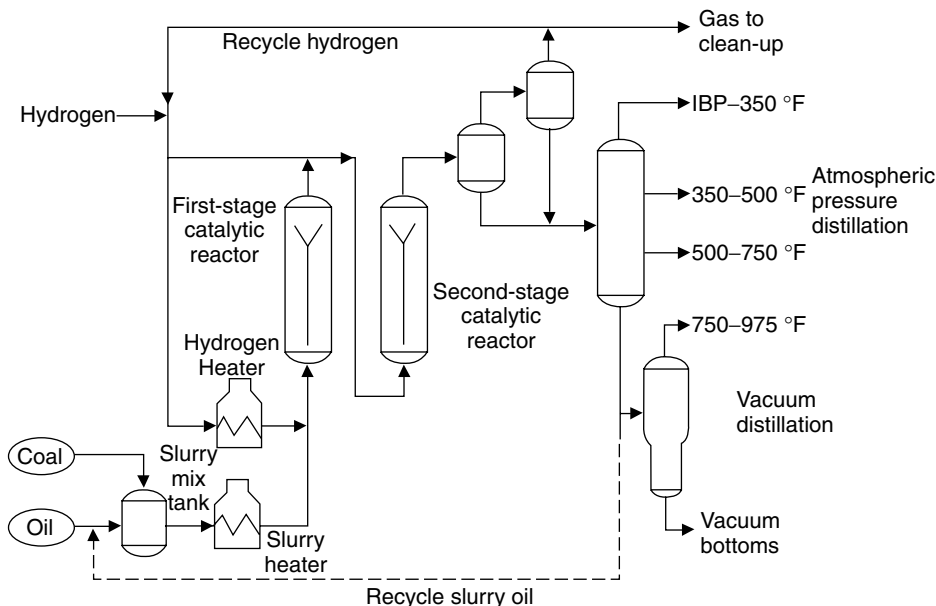 Gas to
clean-up
Recycle hydrogen
Hydrogen
IBP–350 °F
350–500 °F
Atmospheric
pressure
distillation
500–750 °F
First-stage
catalytic
reactor
Second-stage
catalytic
reactor
750–975 °F
Hydrogen
Heater
Vacuum
distillation
Coal
Slurry
mix
tank
Oil
Slurry
heater
Vacuum
bottoms
Recycle slurry oil